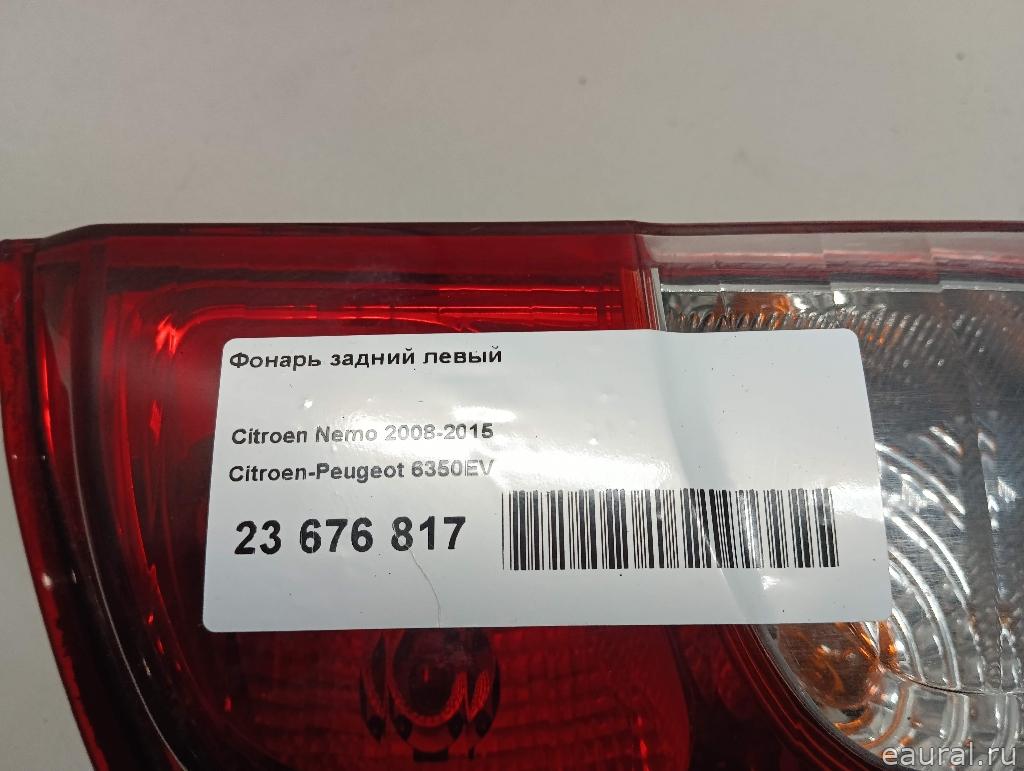 Фонарь задний левый
Citroen Nemo 2008-2015
Citroen-Peugeot 6350EV
23 676 817
eaural.ru